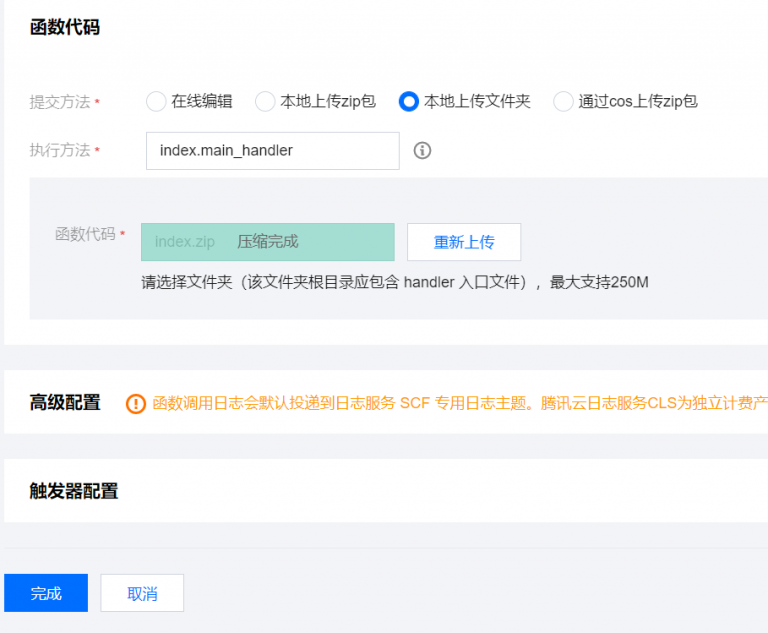 函数代码
提交方法 * 在线编辑 本地上传zip包 本地上传文件夹 通过cos上传zip包
执行方法 * index.main_handler
函数代码 * index.zip 压缩完成 重新上传
请选择文件夹（该文件夹根目录应包含 handler 入口文件），最大支持250M
高级配置 函数调用日志会默认投递到日志服务 SCF 专用日志主题。腾讯云日志服务CLS为独立计费产
触发器配置
完成 取消